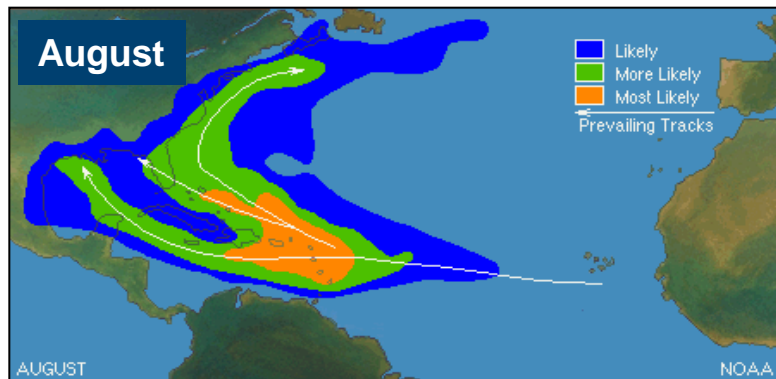 August
Likely
More Likely
Most Likely
Prevailing Tracks
AUGUST
NOAA